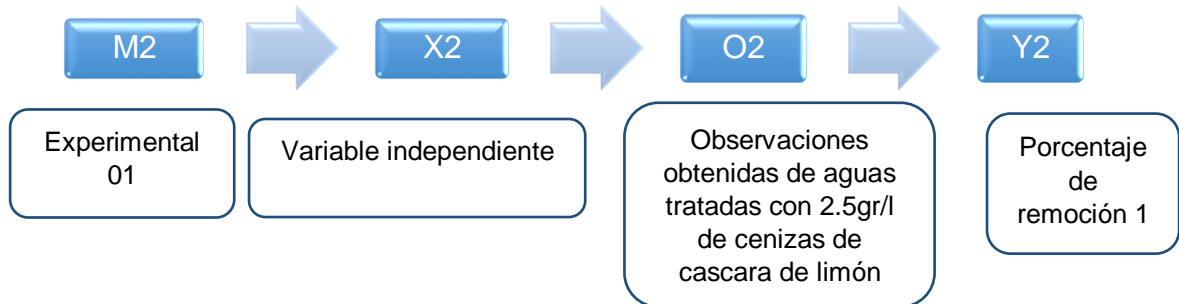 M2
X2
O2
Y2
Experimental
01
Variable independiente
Observaciones
obtenidas de aguas
tratadas con 2.5gr/l
de cenizas de
cascara de limón
Porcentaje
de
remoción 1